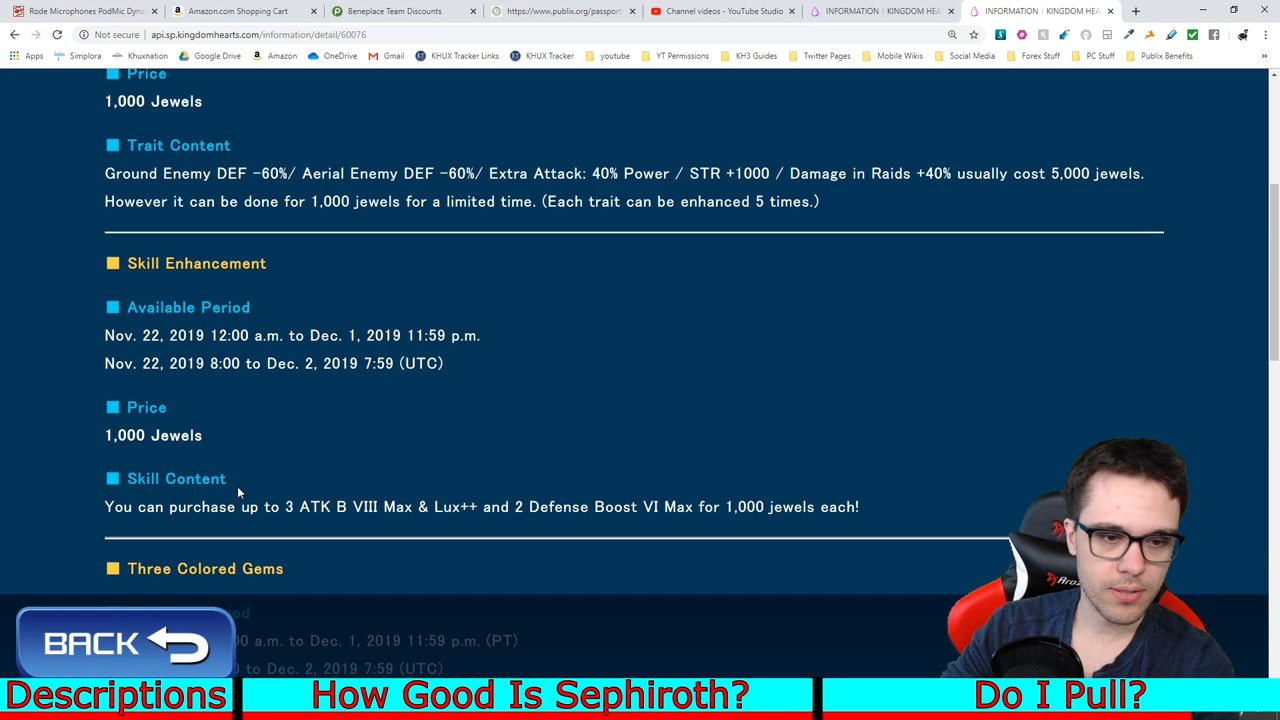 Rode Microphones PodMic Dyna
Amazon.com Shopping Cart
Beneplace Team Discounts
https://www.publix.org/passport
Channel videos - YouTube Studio
INFORMATION | KINGDOM HEA
INFORMATION | KINGDOM HE
Not secure | api.sp.kingdomhearts.com/information/detail/60076
Apps Simplora Khuxnation Google Drive Amazon OneDrive Gmail KHUX Tracker Links KHUX Tracker youtube YT Permissions KH3 Guides Twitter Pages Mobile Wikis Social Media Forex Stuff PC Stuff Publix Benefits
Price
1,000 Jewels
Trait Content
Ground Enemy DEF -60%/ Aerial Enemy DEF -60%/ Extra Attack: 40% Power / STR +1000 / Damage in Raids +40% usually cost 5,000 jewels.
However it can be done for 1,000 jewels for a limited time. (Each trait can be enhanced 5 times.)
Skill Enhancement
Available Period
Nov. 22, 2019 12:00 a.m. to Dec. 1, 2019 11:59 p.m.
Nov. 22, 2019 8:00 to Dec. 2, 2019 7:59 (UTC)
Price
1,000 Jewels
Skill Content
You can purchase up to 3 ATK B VIII Max & Lux++ and 2 Defense Boost VI Max for 1,000 jewels each!
Three Colored Gems
a.m. to Dec. 1, 2019 11:59 p.m. (PT)
to Dec. 2, 2019 7:59 (UTC)
BACK
Descriptions
How Good Is Sephiroth?
Do I Pull?